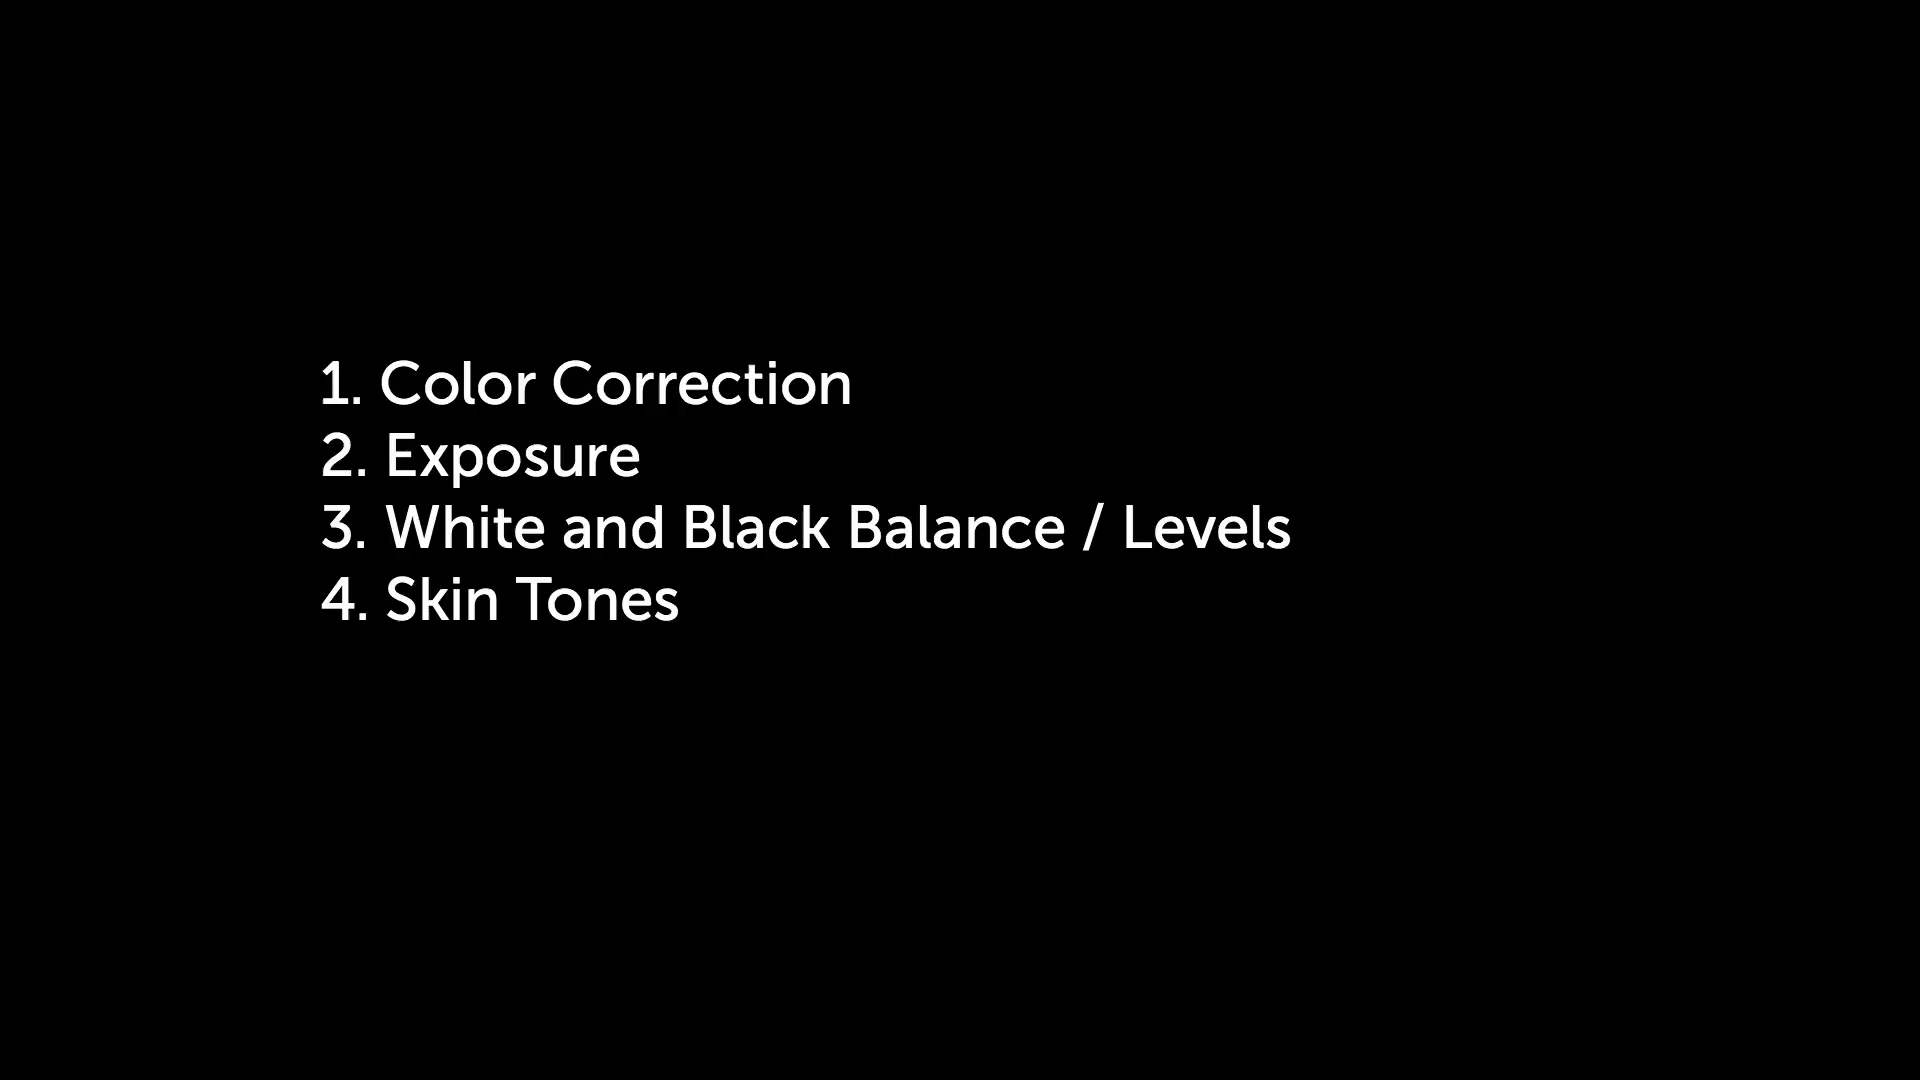 1. Color Correction
2. Exposure
3. White and Black Balance / Levels
4. Skin Tones